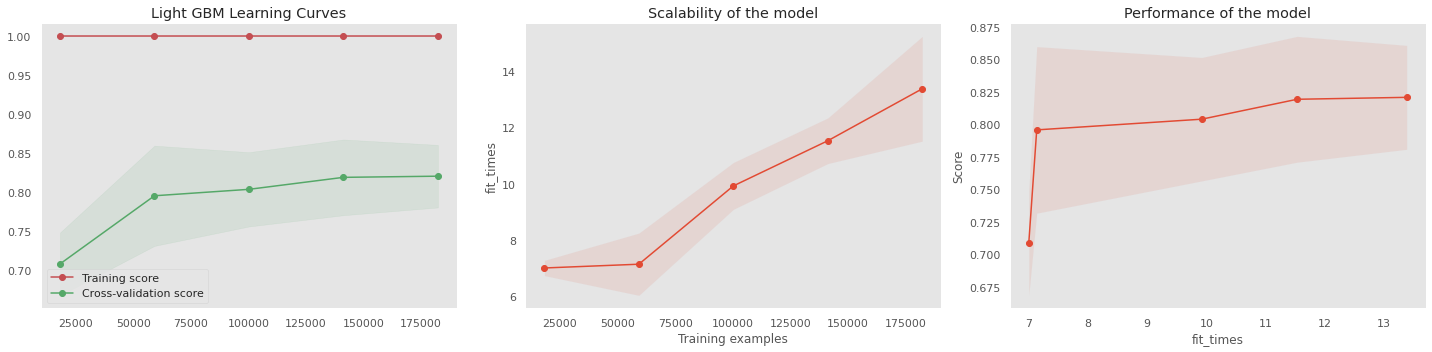 Light GBM Learning Curves
1.00
0.95
0.90
0.85
0.80
0.75
0.70
Training score
Cross-validation score
25000 50000 75000 100000 125000 150000 175000
Scalability of the model
fit_times
14
12
10
8
6
25000 50000 75000 100000 125000 150000 175000
Training examples
Performance of the model
Score
0.875
0.850
0.825
0.800
0.775
0.750
0.725
0.700
0.675
7 8 9 10 11 12 13
fit_times